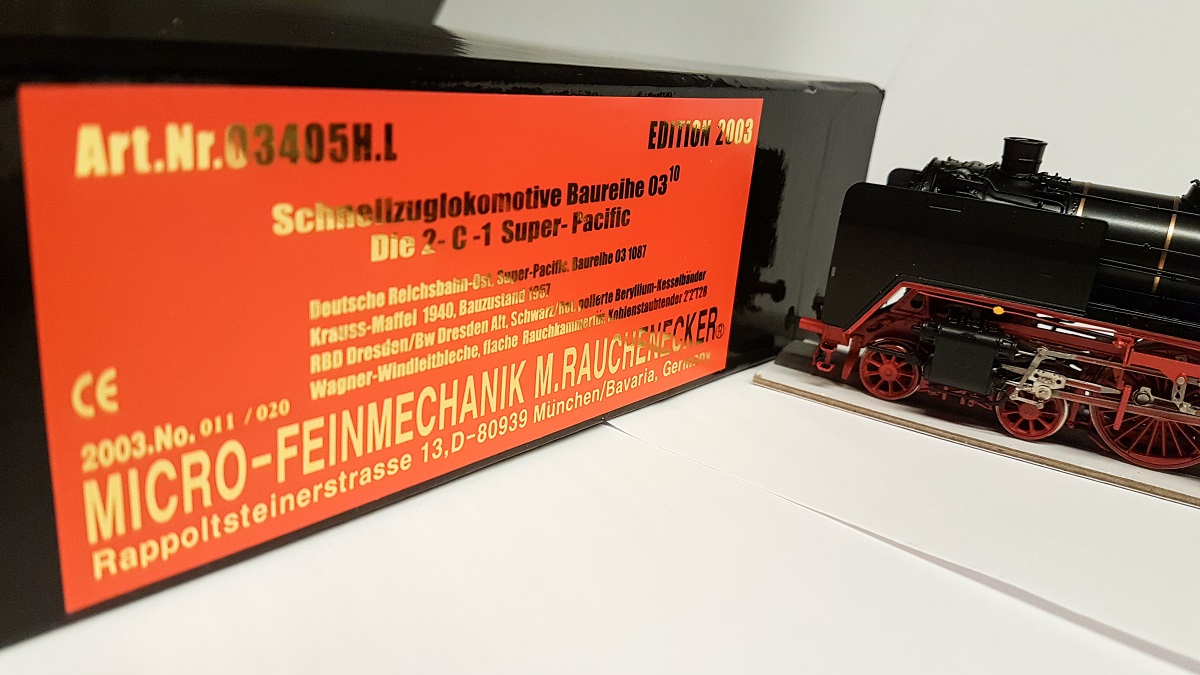 Art.Nr.03405H.L
EDITION 2003
Schnellzuglokomotive Baureihe 03¹⁰
Die 2- C -1 Super- Pacific
Deutsche Reichsbahn-Ost, Super-Pacific, Baureihe 03 1087
Krauss-Maffei 1940, Bauzustand 1957
RBD Dresden/Bw Dresden Alt, Schwarz/Rot, polierte Beryllium-Kesselbänder
Wagner-Windleitbleche, flache Rauchkammertür, Kohlenstaubtender 2'2'T28
CE
2003.No. 011 / 020
MICRO-FEINMECHANIK M.RAUCHENECKER®
Rappoltsteinerstrasse 13,D-80939 München/Bavaria, Germany